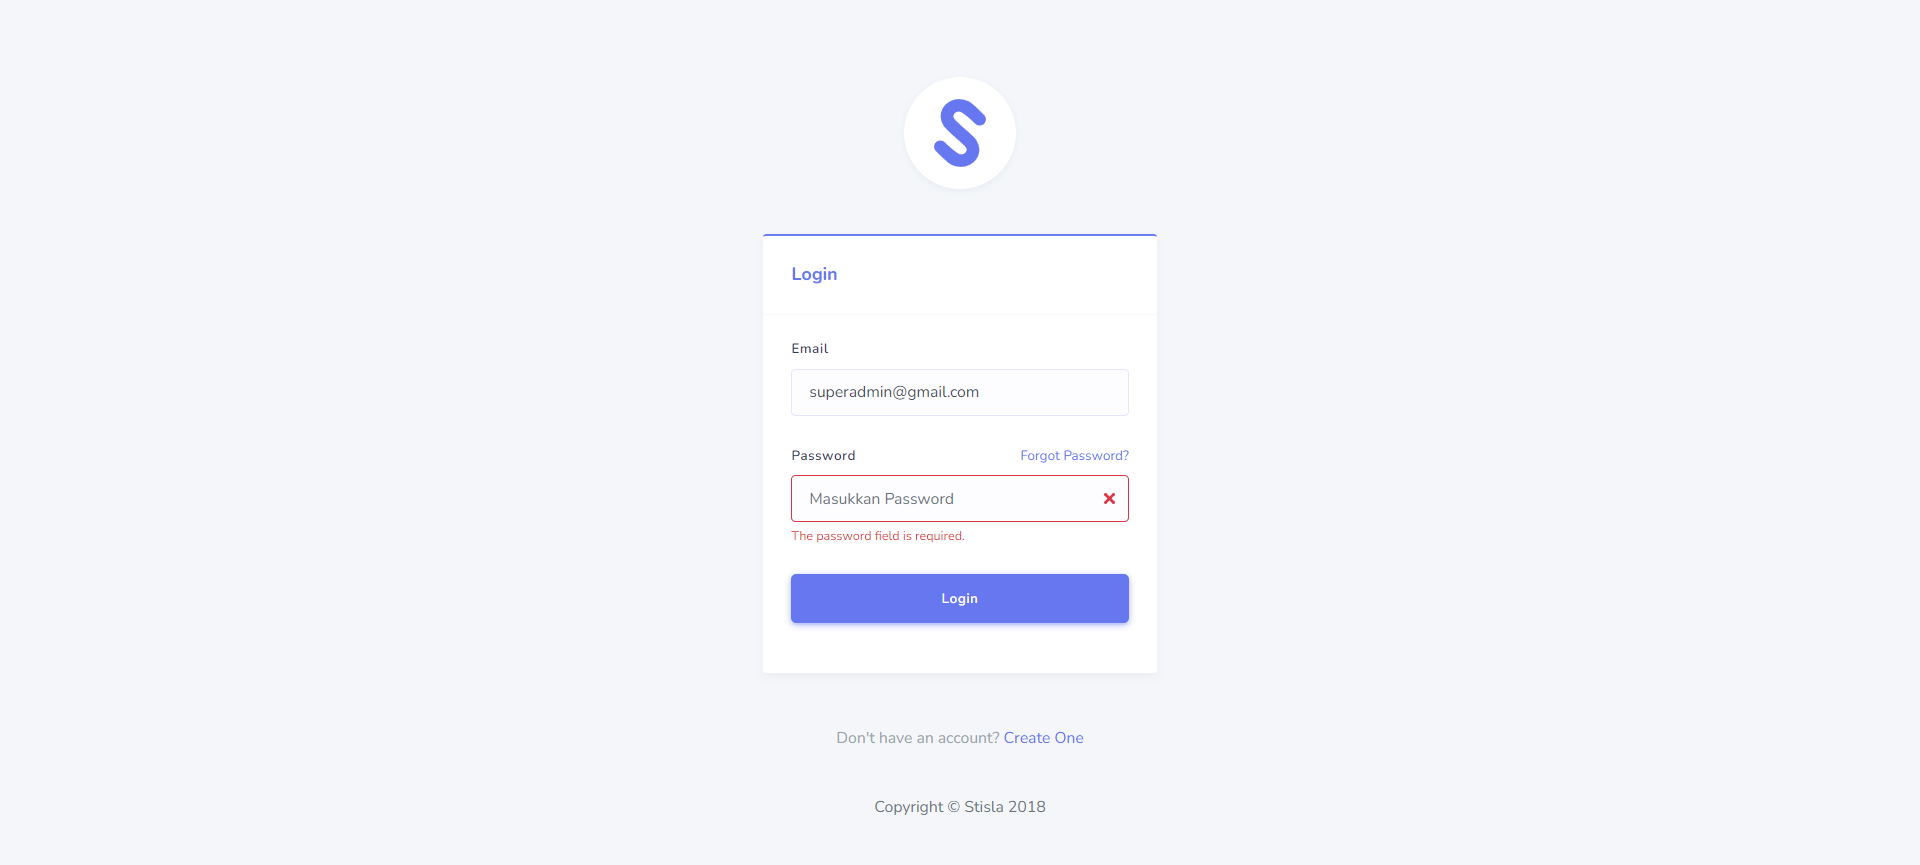 Login
Email
superadmin@gmail.com
Password Forgot Password?
Masukkan Password
The password field is required.
Login
Don't have an account? Create One
Copyright © Stisla 2018